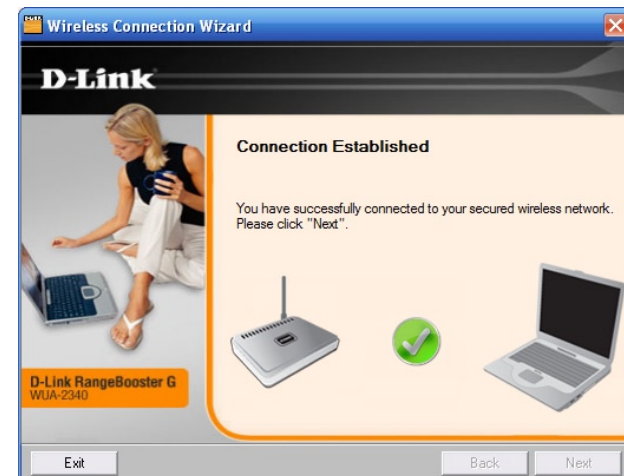 Wireless Connection Wizard
D-Link
Connection Established
You have successfully connected to your secured wireless network.
Please click "Next".
D-Link RangeBooster G
WUA-2340
Exit
Back
Next